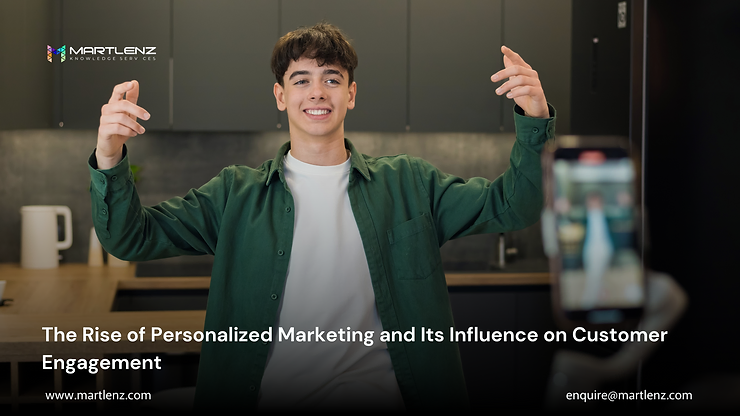 MARTLENZ
KNOWLEDGE SERVICES
The Rise of Personalized Marketing and Its Influence on Customer
Engagement
www.martlenz.com
enquire@martlenz.com